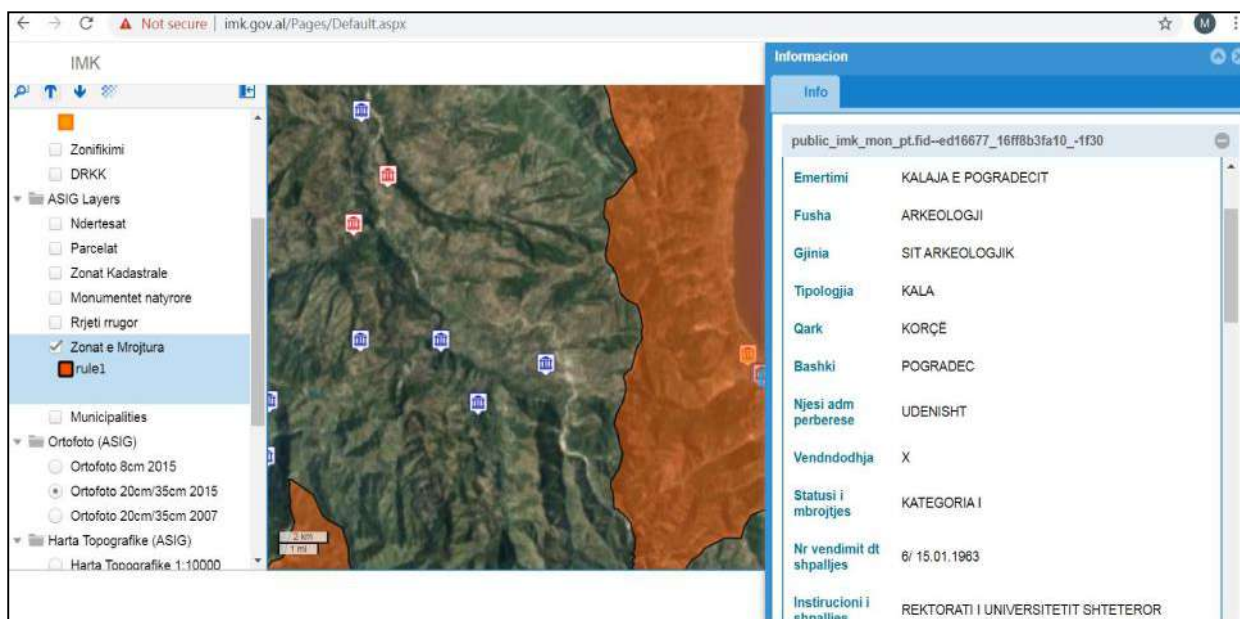 Not secure | imk.gov.al/Pages/Default.aspx
M
IMK
Zonifikimi
DRKK
ASIG Layers
Ndertesat
Parcelat
Zonat Kadastrale
Monumentet natyrore
Rrjeti rrugor
Zonat e Mrojtura
rule1
Municipalities
Ortofoto (ASIG)
Ortofoto 8cm 2015
Ortofoto 20cm/35cm 2015
Ortofoto 20cm/35cm 2007
Harta Topografike (ASIG)
Harta Topografike 1:10000
2 km
1 mi
Informacion
Info
public_imk_mon_pt.fid--ed16677_16ff8b3fa10_-1f30
Emertimi KALAJA E POGRADECIT
Fusha ARKEOLOGJI
Gjinia SIT ARKEOLOGJIK
Tipologjia KALA
Qark KORÇË
Bashki POGRADEC
Njesi adm
perberese UDENISHT
Vendndodhja X
Statusi i
mbrojtjes KATEGORIA I
Nr vendimit dt
shpalljes 6/ 15.01.1963
Instirucioni i
shpalljes REKTORATI I UNIVERSITETIT SHTETEROR